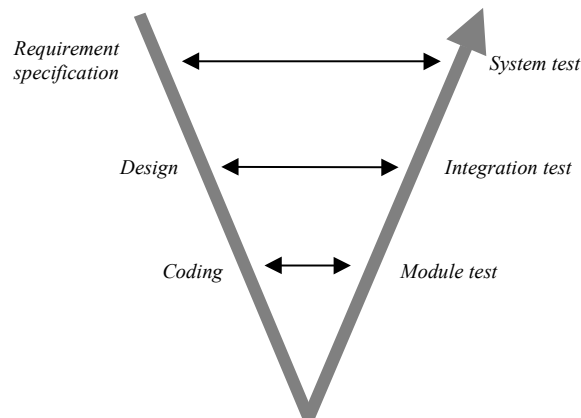 Requirement
specification
System test
Design
Integration test
Coding
Module test